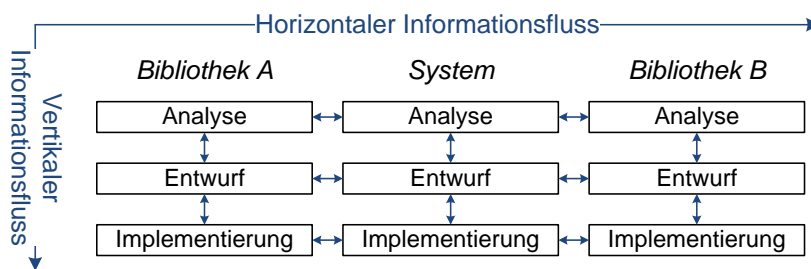 Horizontaler Informationsfluss
Vertikaler
Informationsfluss
Bibliothek A System Bibliothek B
Analyse Analyse Analyse
Entwurf Entwurf Entwurf
Implementierung Implementierung Implementierung